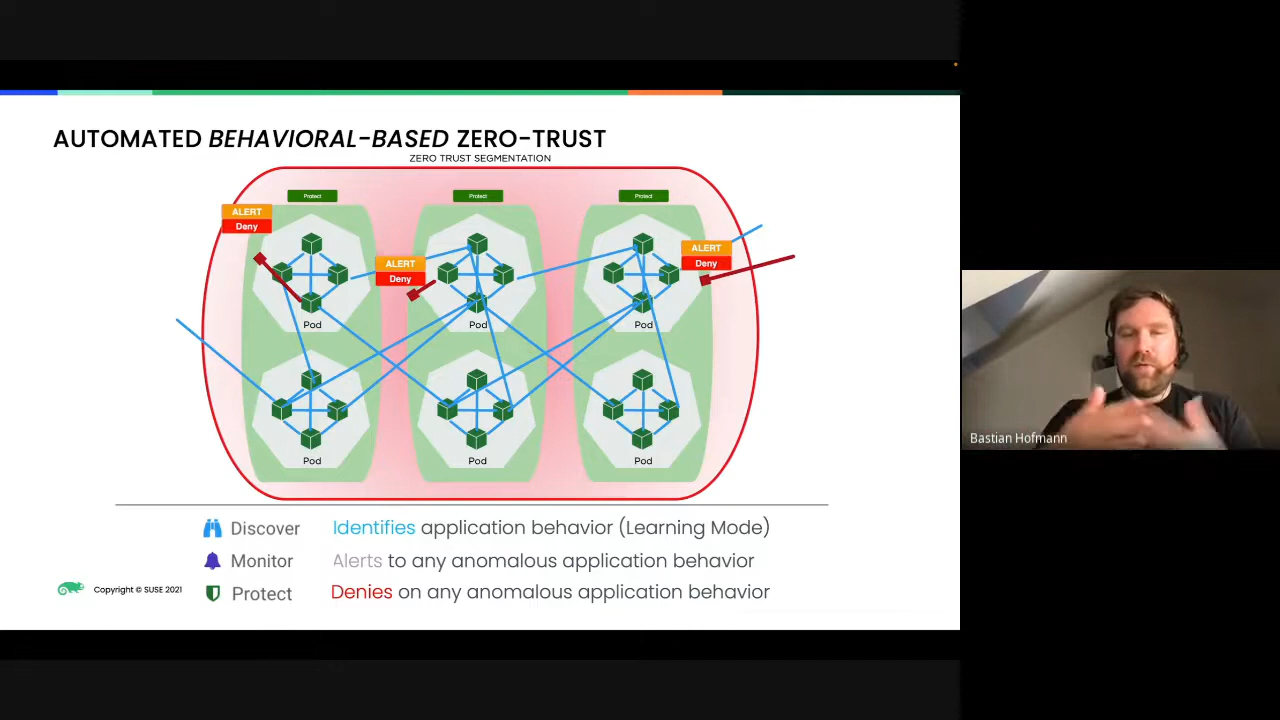 AUTOMATED BEHAVIORAL-BASED ZERO-TRUST
ZERO TRUST SEGMENTATION
Protect
Protect
Protect
ALERT
Deny
ALERT
Deny
ALERT
Deny
Pod
Pod
Pod
Pod
Pod
Pod
Discover Identifies application behavior (Learning Mode)
Monitor Alerts to any anomalous application behavior
Protect Denies on any anomalous application behavior
Copyright © SUSE 2021
Bastian Hofmann